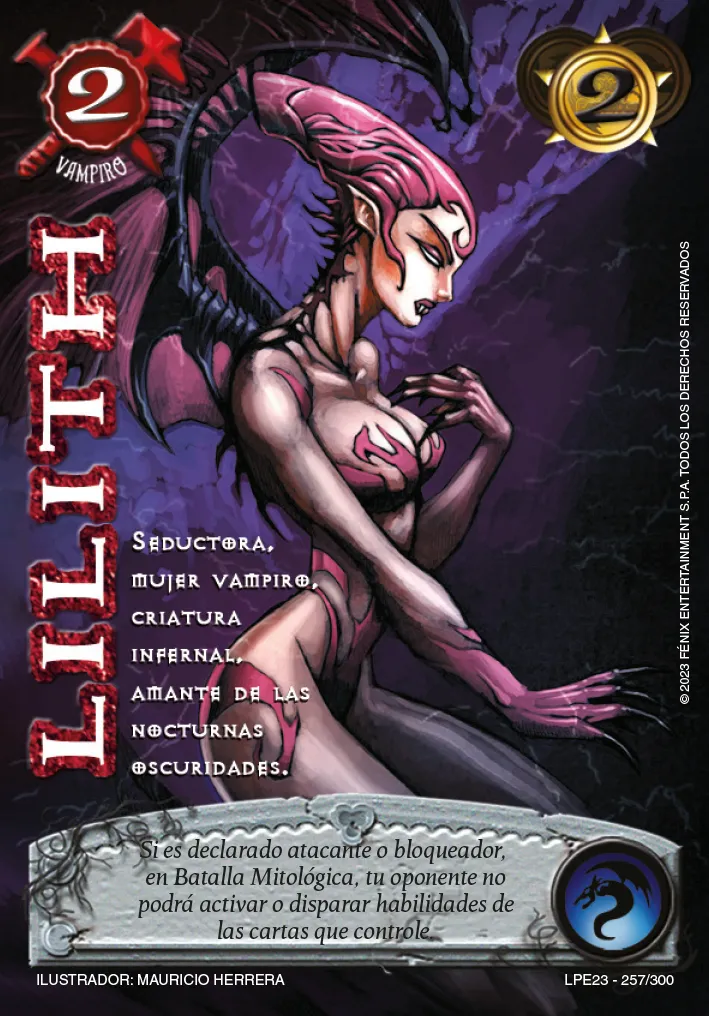 2
VAMPIRO
2
LILITH
Seductora,
mujer vampiro,
criatura
infernal,
amante de las
nocturnas
oscuridades.
Si es declarado atacante o bloqueador,
en Batalla Mitológica, tu oponente no
podrá activar o disparar habilidades de
las cartas que controle.
© 2023 FÉNIX ENTERTAINMENT S.P.A. TODOS LOS DERECHOS RESERVADOS
ILUSTRADOR: MAURICIO HERRERA
LPE23 - 257/300